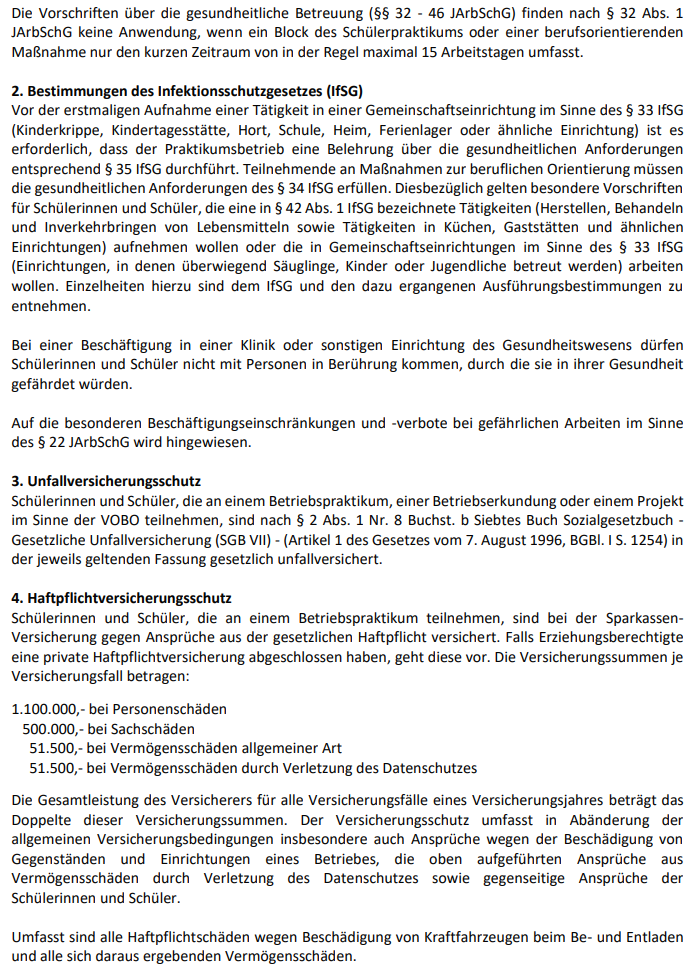 Die Vorschriften über die gesundheitliche Betreuung (§§ 32 - 46 JArbSchG) finden nach § 32 Abs. 1
JArbSchG keine Anwendung, wenn ein Block des Schülerpraktikums oder einer berufsorientierenden
Maßnahme nur den kurzen Zeitraum von in der Regel maximal 15 Arbeitstagen umfasst.
2. Bestimmungen des Infektionsschutzgesetzes (IfSG)
Vor der erstmaligen Aufnahme einer Tätigkeit in einer Gemeinschaftseinrichtung im Sinne des § 33 IfSG
(Kinderkrippe, Kindertagesstätte, Hort, Schule, Heim, Ferienlager oder ähnliche Einrichtung) ist es
erforderlich, dass der Praktikumsbetrieb eine Belehrung über die gesundheitlichen Anforderungen
entsprechend § 35 IfSG durchführt. Teilnehmende an Maßnahmen zur beruflichen Orientierung müssen
die gesundheitlichen Anforderungen des § 34 IfSG erfüllen. Diesbezüglich gelten besondere Vorschriften
für Schülerinnen und Schüler, die eine in § 42 Abs. 1 IfSG bezeichnete Tätigkeiten (Herstellen, Behandeln
und Inverkehrbringen von Lebensmitteln sowie Tätigkeiten in Küchen, Gaststätten und ähnlichen
Einrichtungen) aufnehmen wollen oder die in Gemeinschaftseinrichtungen im Sinne des § 33 IfSG
(Einrichtungen, in denen überwiegend Säuglinge, Kinder oder Jugendliche betreut werden) arbeiten
wollen. Einzelheiten hierzu sind dem IfSG und den dazu ergangenen Ausführungsbestimmungen zu
entnehmen.
Bei einer Beschäftigung in einer Klinik oder sonstigen Einrichtung des Gesundheitswesens dürfen
Schülerinnen und Schüler nicht mit Personen in Berührung kommen, durch die sie in ihrer Gesundheit
gefährdet würden.
Auf die besonderen Beschäftigungseinschränkungen und -verbote bei gefährlichen Arbeiten im Sinne
des § 22 JArbSchG wird hingewiesen.
3. Unfallversicherungsschutz
Schülerinnen und Schüler, die an einem Betriebspraktikum, einer Betriebserkundung oder einem Projekt
im Sinne der VOBO teilnehmen, sind nach § 2 Abs. 1 Nr. 8 Buchst. b Siebtes Buch Sozialgesetzbuch -
Gesetzliche Unfallversicherung (SGB VII) - (Artikel 1 des Gesetzes vom 7. August 1996, BGBl. I S. 1254) in
der jeweils geltenden Fassung gesetzlich unfallversichert.
4. Haftpflichtversicherungsschutz
Schülerinnen und Schüler, die an einem Betriebspraktikum teilnehmen, sind bei der Sparkassen-
Versicherung gegen Ansprüche aus der gesetzlichen Haftpflicht versichert. Falls Erziehungsberechtigte
eine private Haftpflichtversicherung abgeschlossen haben, geht diese vor. Die Versicherungssummen je
Versicherungsfall betragen:
1.100.000,- bei Personenschäden
500.000,- bei Sachschäden
51.500,- bei Vermögensschäden allgemeiner Art
51.500,- bei Vermögensschäden durch Verletzung des Datenschutzes
Die Gesamtleistung des Versicherers für alle Versicherungsfälle eines Versicherungsjahres beträgt das
Doppelte dieser Versicherungssummen. Der Versicherungsschutz umfasst in Abänderung der
allgemeinen Versicherungsbedingungen insbesondere auch Ansprüche wegen der Beschädigung von
Gegenständen und Einrichtungen eines Betriebes, die oben aufgeführten Ansprüche aus
Vermögensschäden durch Verletzung des Datenschutzes sowie gegenseitige Ansprüche der
Schülerinnen und Schüler.
Umfasst sind alle Haftpflichtschäden wegen Beschädigung von Kraftfahrzeugen beim Be- und Entladen
und alle sich daraus ergebenden Vermögensschäden.